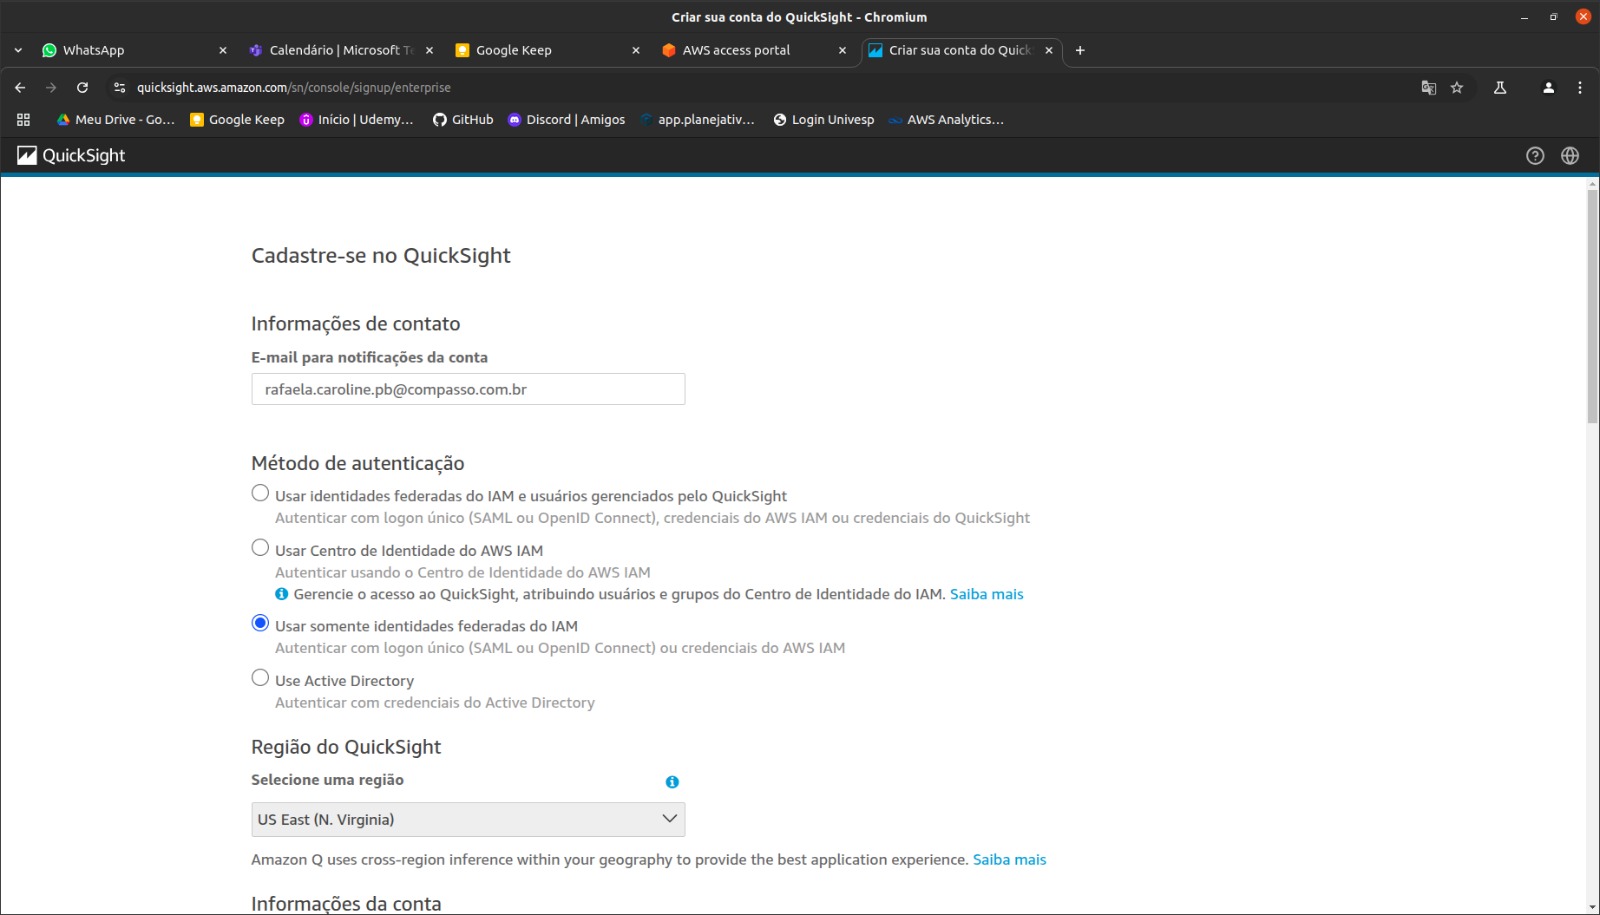 Criar sua conta do QuickSight - Chromium
WhatsApp
Calendário | Microsoft Te
Google Keep
AWS access portal
Criar sua conta do Quick
quicksight.aws.amazon.com/sn/console/signup/enterprise
Meu Drive - Go...
Google Keep
Início | Udemy...
GitHub
Discord | Amigos
app.planejativ...
Login Univesp
AWS Analytics...
QuickSight
Cadastre-se no QuickSight
Informações de contato
E-mail para notificações da conta
rafaela.caroline.pb@compasso.com.br
Método de autenticação
Usar identidades federadas do IAM e usuários gerenciados pelo QuickSight
Autenticar com logon único (SAML ou OpenID Connect), credenciais do AWS IAM ou credenciais do QuickSight
Usar Centro de Identidade do AWS IAM
Autenticar usando o Centro de Identidade do AWS IAM
Gerencie o acesso ao QuickSight, atribuindo usuários e grupos do Centro de Identidade do IAM. Saiba mais
Usar somente identidades federadas do IAM
Autenticar com logon único (SAML ou OpenID Connect) ou credenciais do AWS IAM
Use Active Directory
Autenticar com credenciais do Active Directory
Região do QuickSight
Selecione uma região
US East (N. Virginia)
Amazon Q uses cross-region inference within your geography to provide the best application experience. Saiba mais
Informações da conta